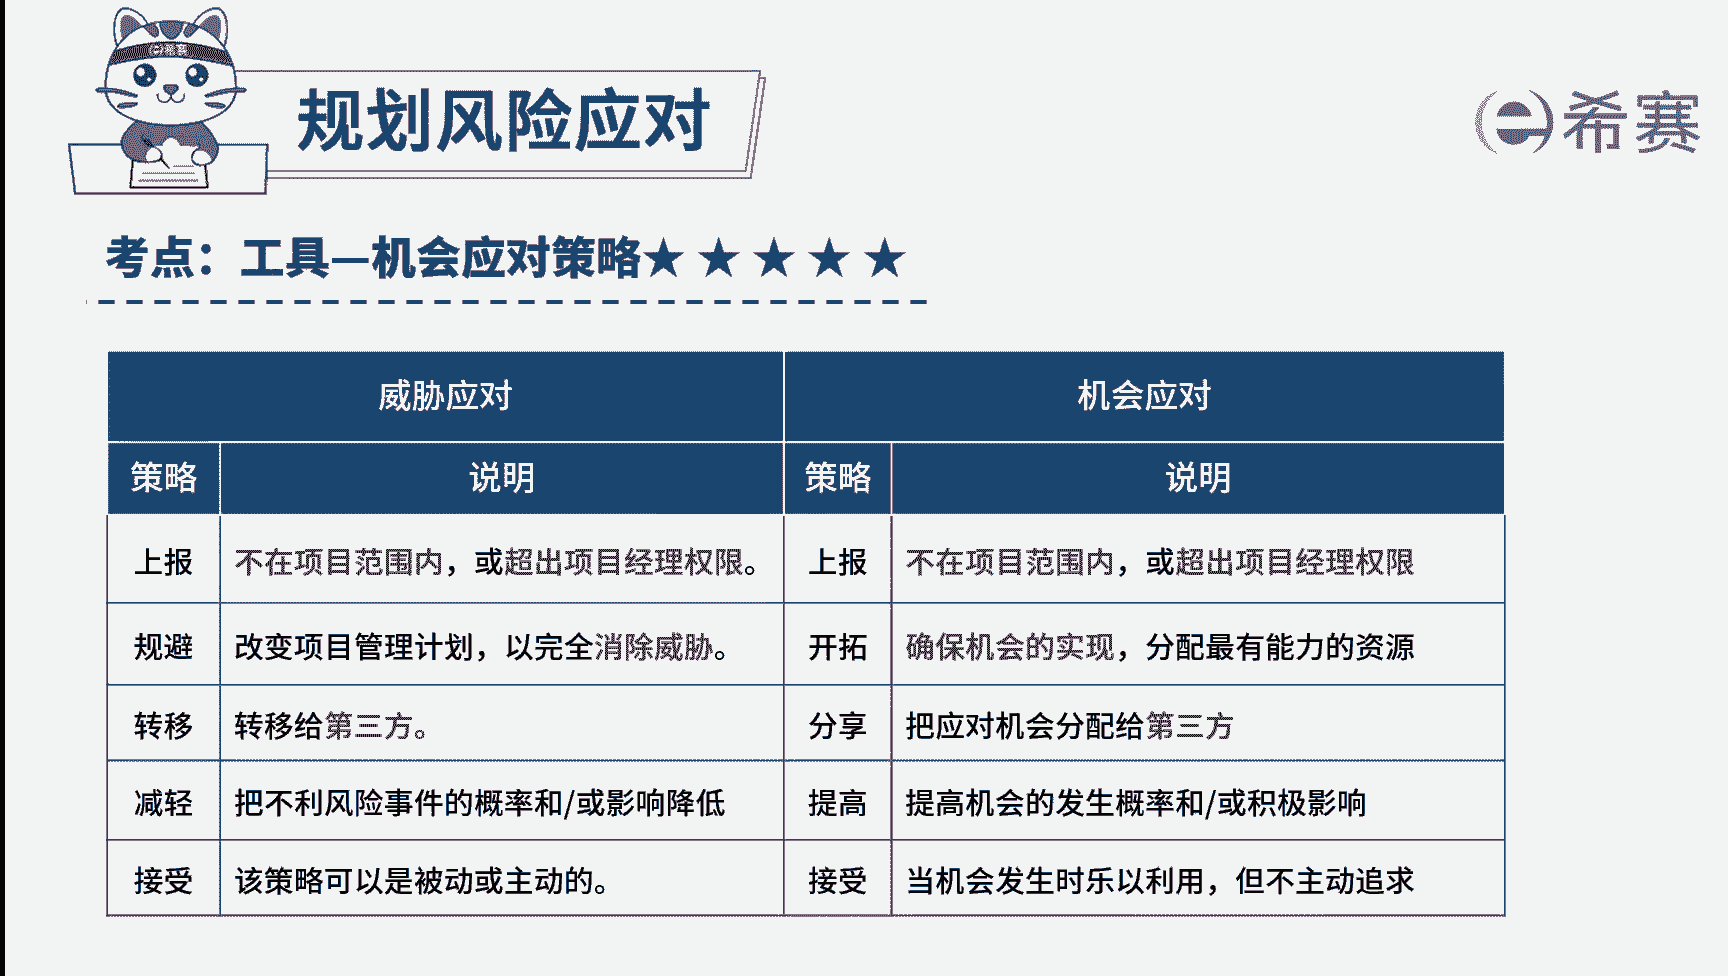 (e)希赛
规划风险应对
(e)希赛
考点：工具—机会应对策略★★★★★
威胁应对 机会应对
策略 说明 策略 说明
上报 不在项目范围内，或超出项目经理权限。 上报 不在项目范围内，或超出项目经理权限
规避 改变项目管理计划，以完全消除威胁。 开拓 确保机会的实现，分配最有能力的资源
转移 转移给第三方。 分享 把应对机会分配给第三方
减轻 把不利风险事件的概率和/或影响降低 提高 提高机会的发生概率和/或积极影响
接受 该策略可以是被动或主动的。 接受 当机会发生时乐以利用，但不主动追求